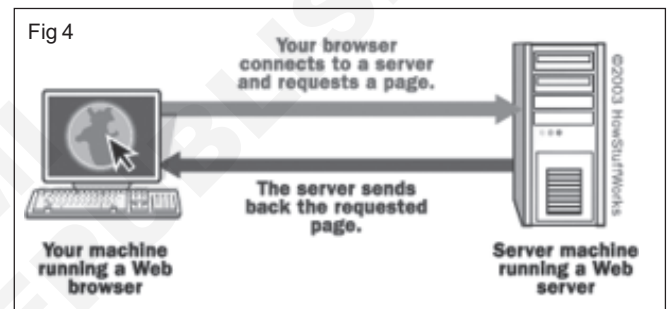 Fig 4
Your browser
connects to a server
and requests a page.
©2003 HowStuffWorks
The server sends
back the requested
page.
Your machine
running a Web
browser
Server machine
running a Web
server